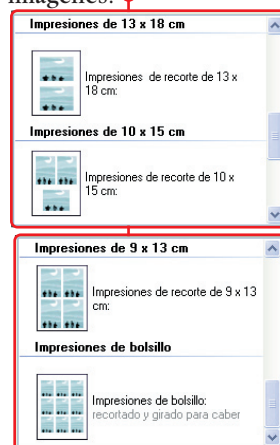 imágenes.
Impresiones de 13 x 18 cm
Impresiones de recorte de 13 x
18 cm:
Impresiones de 10 x 15 cm
Impresiones de recorte de 10 x
15 cm:
Impresiones de 9 x 13 cm
Impresiones de recorte de 9 x 13
cm:
Impresiones de bolsillo
Impresiones de bolsillo:
recortado y girado para caber